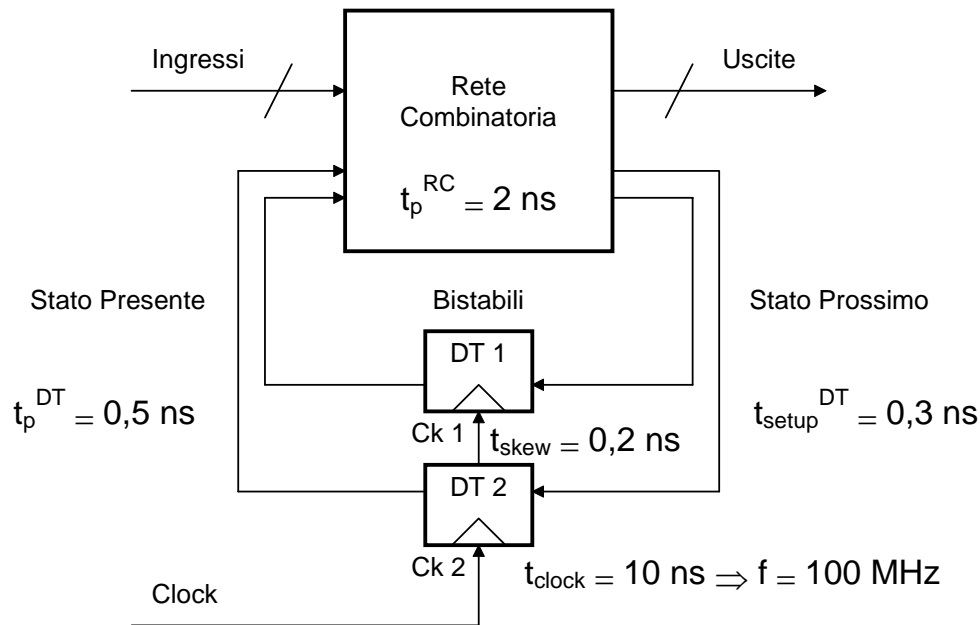 Ingressi
Uscite
Rete
Combinatoria
t_p^RC = 2 ns
Stato Presente
Bistabili
Stato Prossimo
DT 1
t_p^DT = 0,5 ns
Ck 1
t_skew = 0,2 ns
t_setup^DT = 0,3 ns
DT 2
Ck 2
t_clock = 10 ns ⇒ f = 100 MHz
Clock